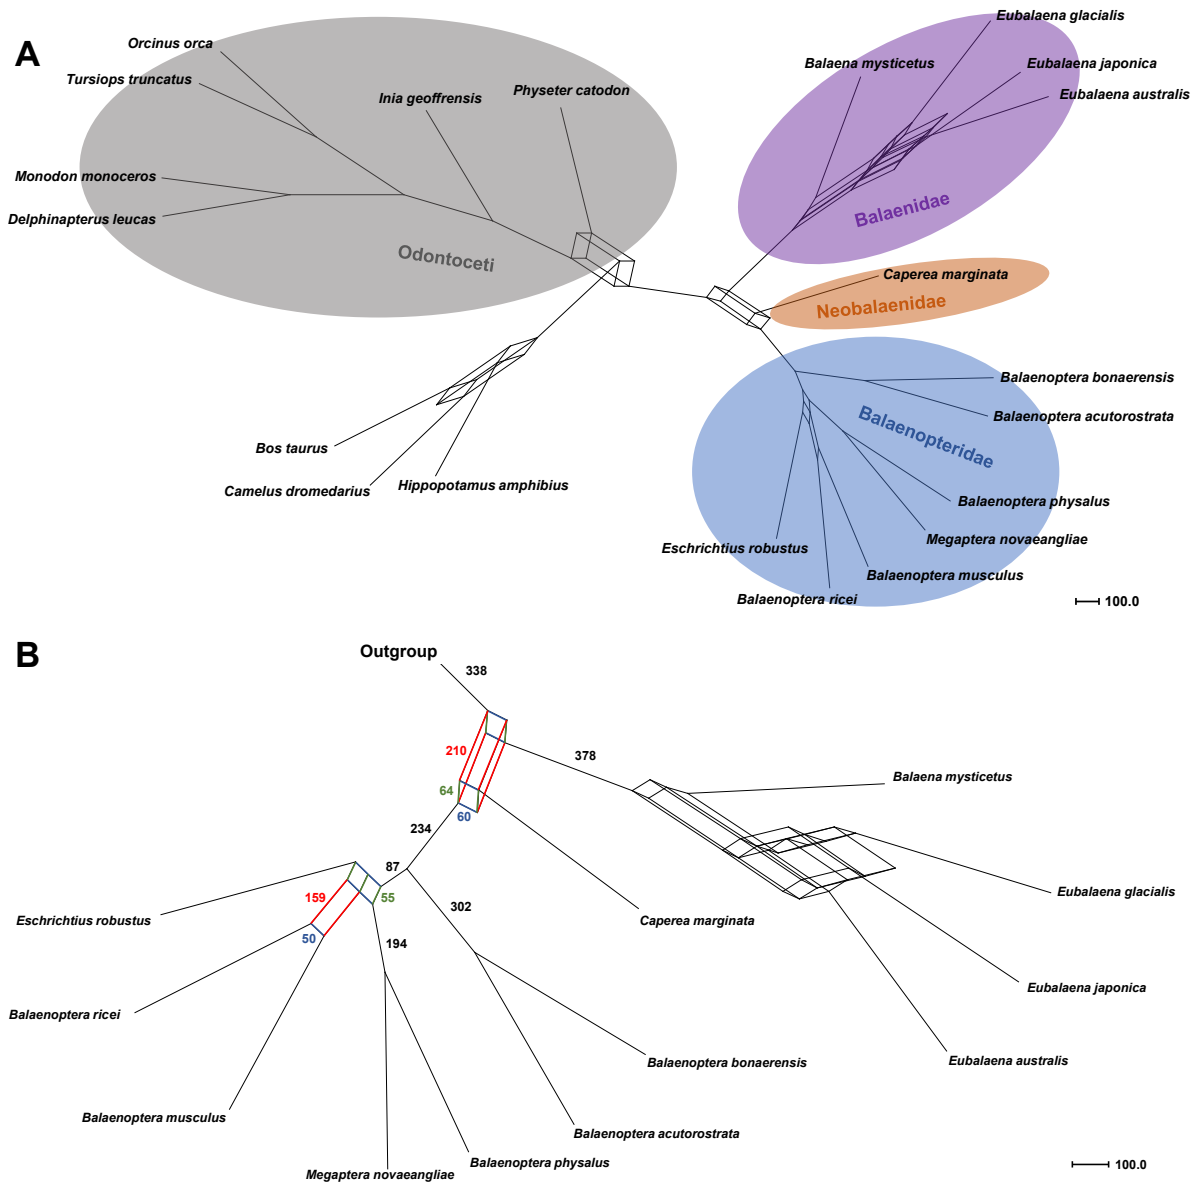 A
Orcinus orca
Tursiops truncatus
Inia geoffrensis
Physeter catodon
Monodon monoceros
Delphinapterus leucas
Odontoceti
Eubalaena glacialis
Balaena mysticetus
Eubalaena japonica
Eubalaena australis
Balaenidae
Caperea marginata
Neobalaenidae
Balaenoptera bonaerensis
Balaenoptera acutorostrata
Balaenopteridae
Balaenoptera physalus
Megaptera novaeangliae
Eschrichtius robustus
Balaenoptera musculus
Balaenoptera ricei
Bos taurus
Camelus dromedarius
Hippopotamus amphibius
100.0
B
Outgroup
338
210
378
64
60
234
87
55
159
50
302
194
Balaena mysticetus
Eubalaena glacialis
Caperea marginata
Eschrichtius robustus
Eubalaena japonica
Balaenoptera ricei
Eubalaena australis
Balaenoptera bonaerensis
Balaenoptera musculus
Balaenoptera acutorostrata
Balaenoptera physalus
Megaptera novaeangliae
100.0